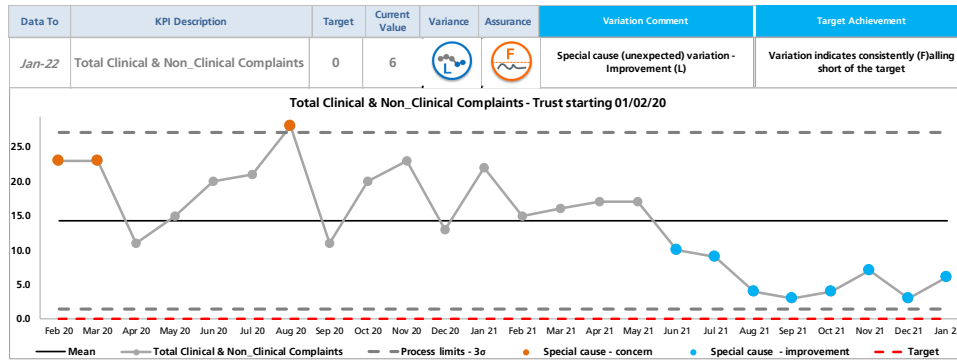 Data To KPI Description Target Current Value Variance Assurance Variation Comment Target Achievement
Jan-22 Total Clinical & Non_Clinical Complaints 0 6 L F Special cause (unexpected) variation - Improvement (L) Variation indicates consistently (F)alling short of the target
Total Clinical & Non_Clinical Complaints - Trust starting 01/02/20
25.0
20.0
15.0
10.0
5.0
0.0
Feb 20 Mar 20 Apr 20 May 20 Jun 20 Jul 20 Aug 20 Sep 20 Oct 20 Nov 20 Dec 20 Jan 21 Feb 21 Mar 21 Apr 21 May 21 Jun 21 Jul 21 Aug 21 Sep 21 Oct 21 Nov 21 Dec 21 Jan 2
Mean Total Clinical & Non_Clinical Complaints Process limits - 3σ Special cause - concern Special cause - improvement Target